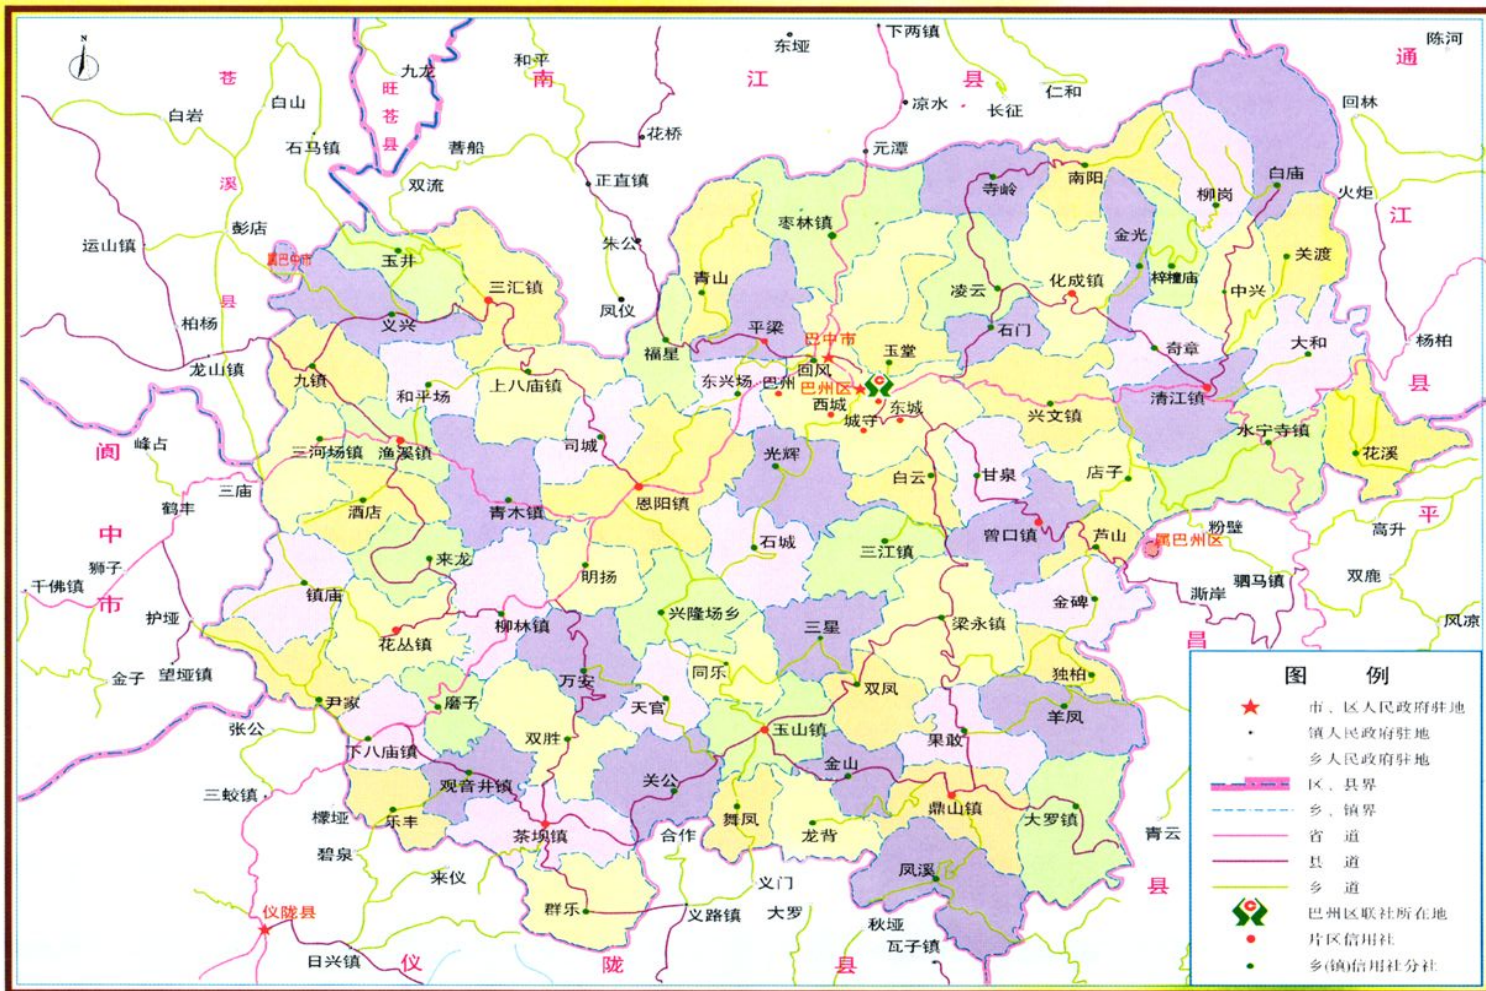 N
苍
溪
县
旺
苍
县
南
江
县
通
江
县
平
昌
县
仪
陇
县
阆
中
市
九龙
和平
东垭
下两镇
陈河
白岩
白山
石马镇
双流
花桥
正直镇
凉水
长征
仁和
元潭
回林
火炬
运山镇
彭店
属巴中市
玉井
三汇镇
朱公
凤仪
枣林镇
寺岭
南阳
柳岗
白庙
青山
凌云
化成镇
金光
梓橦庙
中兴
关渡
柏杨
龙山镇
义兴
九镇
和平场
上八庙镇
福星
平梁
巴中市
回风
玉堂
石门
奇章
大和
杨柏
东兴场
巴州
巴州区
西城
城守
东城
兴文镇
清江镇
水宁寺镇
花溪
峰占
三庙
鹤丰
三河场镇
渔溪镇
司城
恩阳镇
光辉
白云
甘泉
店子
酒店
青木镇
石城
三江镇
曾口镇
芦山
属巴州区
粉壁
高升
千佛镇
狮子
护垭
望垭镇
金子
来龙
明扬
镇庙
花丛镇
柳林镇
兴隆场乡
三星
梁永镇
金碑
澌岸
驷马镇
双鹿
风凉
尹家
磨子
万安
天官
同乐
双凤
独柏
羊凤
张公
下八庙镇
双胜
玉山镇
果敢
三蛟镇
观音井镇
关公
金山
鼎山镇
大罗镇
檬垭
乐丰
茶坝镇
合作
舞凤
龙背
青云
碧泉
来仪
凤溪
仪陇县
群乐
义路镇
义门
大罗
秋垭
瓦子镇
日兴镇
图 例
市、区人民政府驻地
镇人民政府驻地
乡人民政府驻地
区、县界
乡、镇界
省 道
县 道
乡 道
巴州区联社所在地
片区信用社
乡(镇)信用社分社